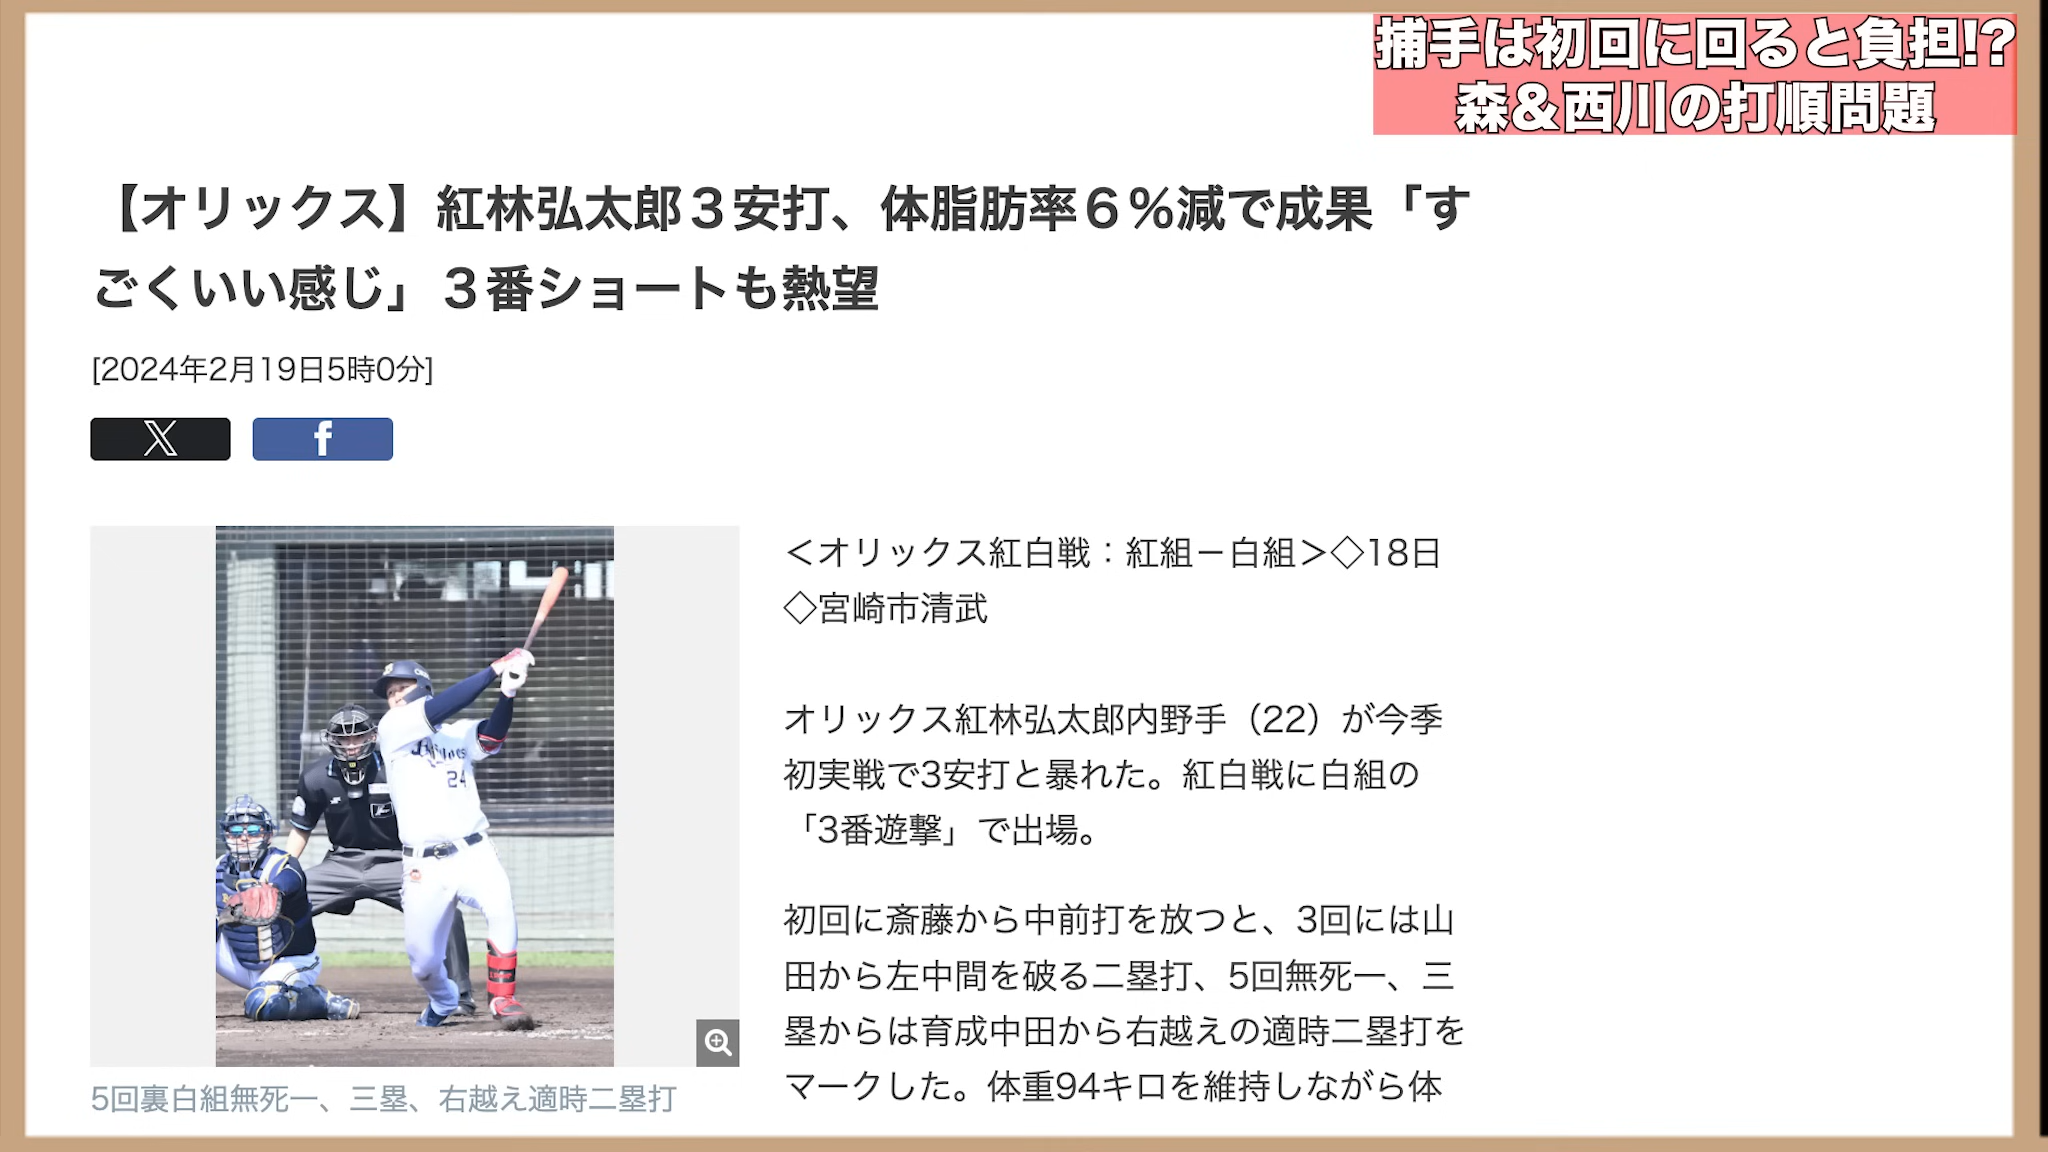 捕手は初回に回ると負担!?
森&西川の打順問題
【オリックス】紅林弘太郎３安打、体脂肪率６％減で成果「す
ごくいい感じ」３番ショートも熱望
[2024年2月19日5時0分]
X
f
24
5回裏白組無死一、三塁、右越え適時二塁打
＜オリックス紅白戦：紅組－白組＞◇18日
◇宮崎市清武
オリックス紅林弘太郎内野手（22）が今季
初実戦で3安打と暴れた。紅白戦に白組の
「3番遊撃」で出場。
初回に斎藤から中前打を放つと、3回には山
田から左中間を破る二塁打、5回無死一、三
塁からは育成中田から右越えの適時二塁打を
マークした。体重94キロを維持しながら体